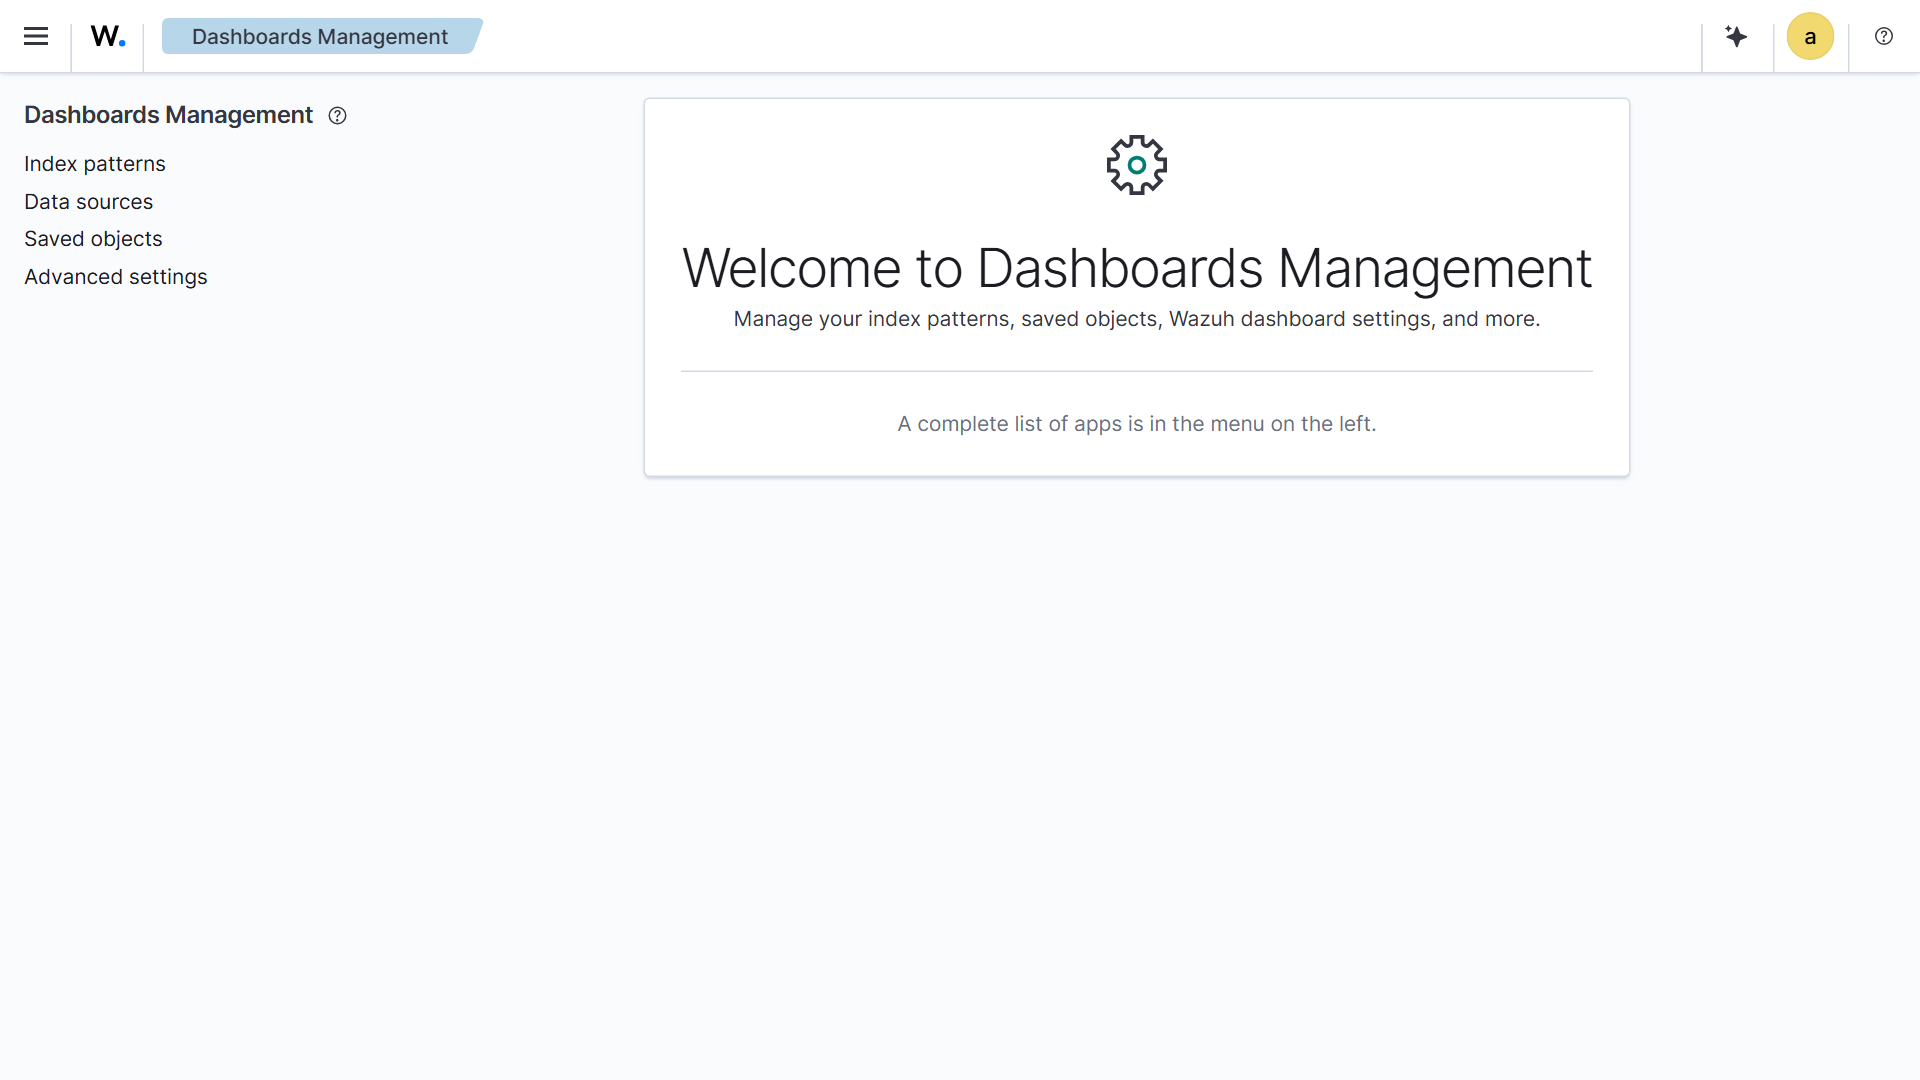 W.
Dashboards Management
a
Dashboards Management
Index patterns
Data sources
Saved objects
Advanced settings
Welcome to Dashboards Management
Manage your index patterns, saved objects, Wazuh dashboard settings, and more.
A complete list of apps is in the menu on the left.